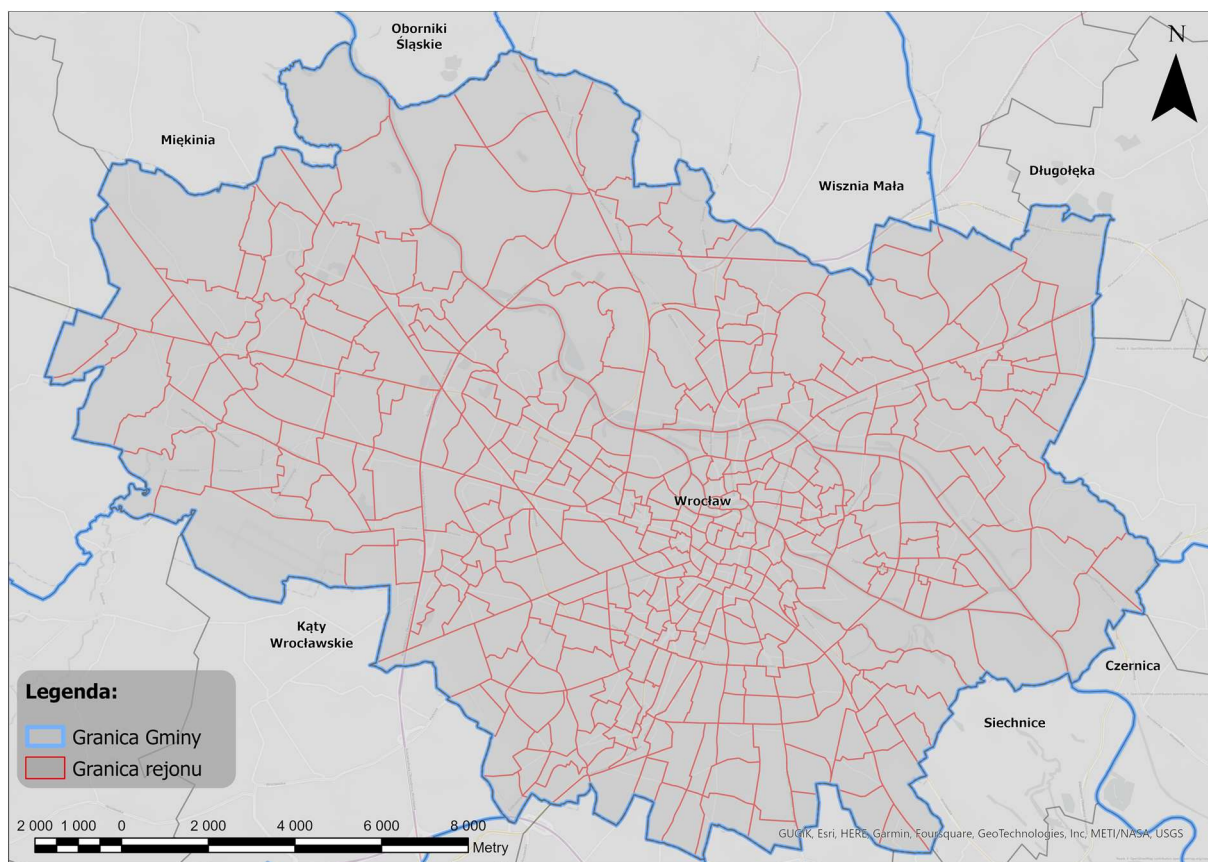 Oborniki
Śląskie
N
Miękinia
Wisznia Mała
Długołęka
Wrocław
Kąty
Wrocławskie
Czernica
Siechnice
Legenda:
Granica Gminy
Granica rejonu
2 000 1 000 0 2 000 4 000 6 000 8 000
Metry
GUGiK, Esri, HERE, Garmin, Foursquare, GeoTechnologies, Inc, METI/NASA, USGS